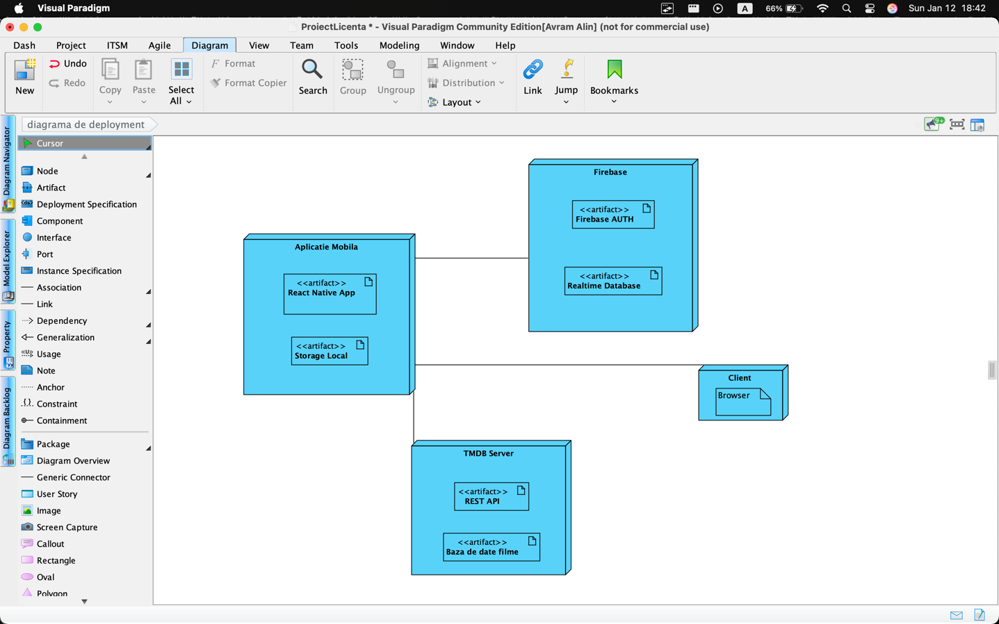 Visual Paradigm
A
66%
Sun Jan 12 18:42
ProiectLicenta * - Visual Paradigm Community Edition[Avram Alin] (not for commercial use)
Dash Project ITSM Agile Diagram View Team Tools Modeling Window Help
New
Undo
Redo
Copy
Paste
Select
All
Format
Format Copier
Search
Group
Ungroup
Alignment
Distribution
Layout
Link
Jump
Bookmarks
diagrama de deployment
9+
Diagram Navigator
Model Explorer
Property
Diagram Backlog
Cursor
Node
Artifact
Deployment Specification
Component
Interface
Port
Instance Specification
Association
Link
Dependency
Generalization
Usage
Note
Anchor
Constraint
Containment
Package
Diagram Overview
Generic Connector
User Story
Image
Screen Capture
Callout
Rectangle
Oval
Polygon
Firebase
<<artifact>>
Firebase AUTH
<<artifact>>
Realtime Database
Aplicatie Mobila
<<artifact>>
React Native App
<<artifact>>
Storage Local
Client
Browser
TMDB Server
<<artifact>>
REST API
<<artifact>>
Baza de date filme